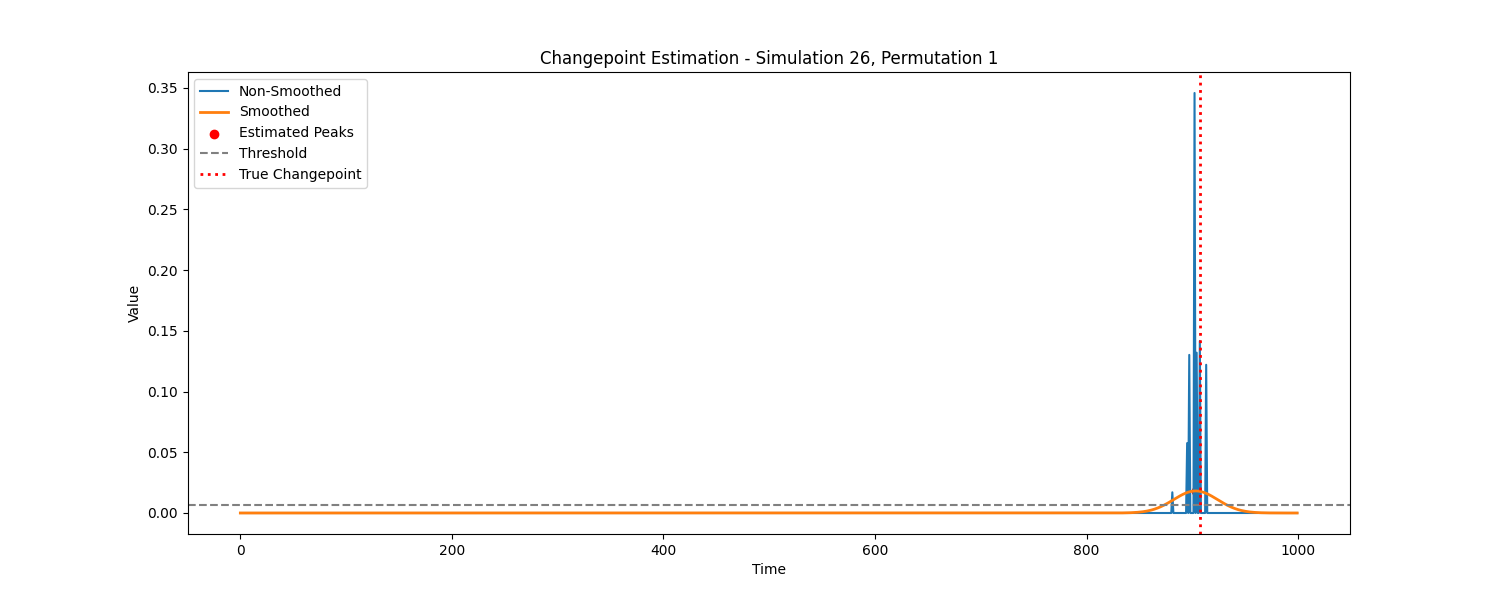 Changepoint Estimation - Simulation 26, Permutation 1
Non-Smoothed
Smoothed
Estimated Peaks
Threshold
True Changepoint
Value
0.35
0.30
0.25
0.20
0.15
0.10
0.05
0.00
0
200
400
600
800
1000
Time